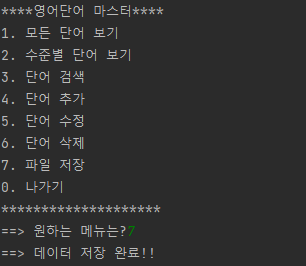 ****영어단어 마스터****
1. 모든 단어 보기
2. 수준별 단어 보기
3. 단어 검색
4. 단어 추가
5. 단어 수정
6. 단어 삭제
7. 파일 저장
0. 나가기
********************
==> 원하는 메뉴는?7
==> 데이터 저장 완료!!